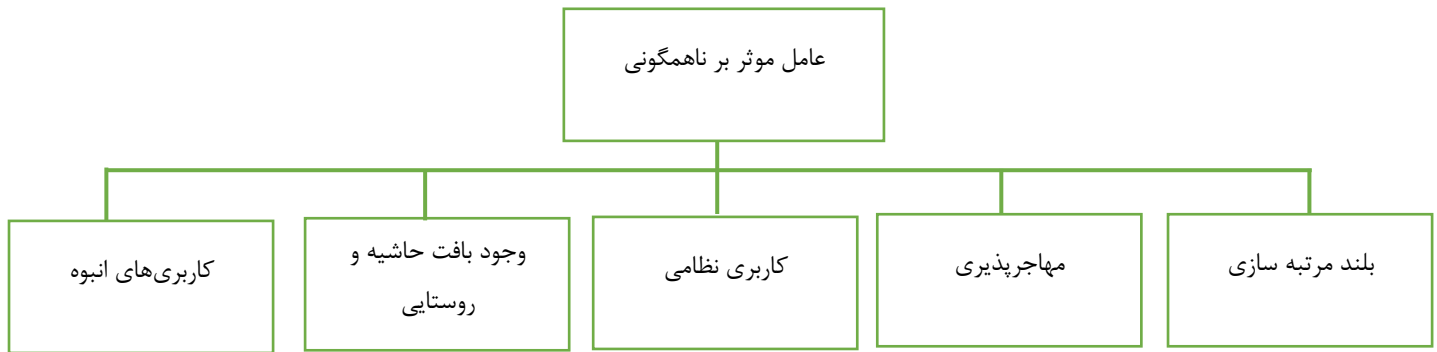 عامل موثر بر ناهمگونی
بلند مرتبه سازی
مهاجرپذیری
کاربری نظامی
وجود بافت حاشیه و
روستایی
کاربری‌های انبوه